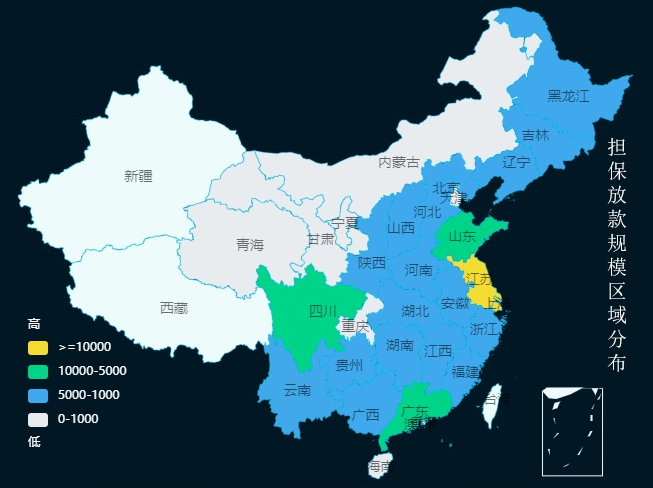 黑龙江
吉林
内蒙古
辽宁
新疆
北京
天津
河北
宁夏
山西
山东
甘肃
青海
陕西
河南
江苏
西藏
四川
湖北
安徽
上海
重庆
浙江
湖南
江西
贵州
福建
云南
台湾
广西
广东
海南
担保放款规模区域分布
高
>=10000
10000-5000
5000-1000
0-1000
低